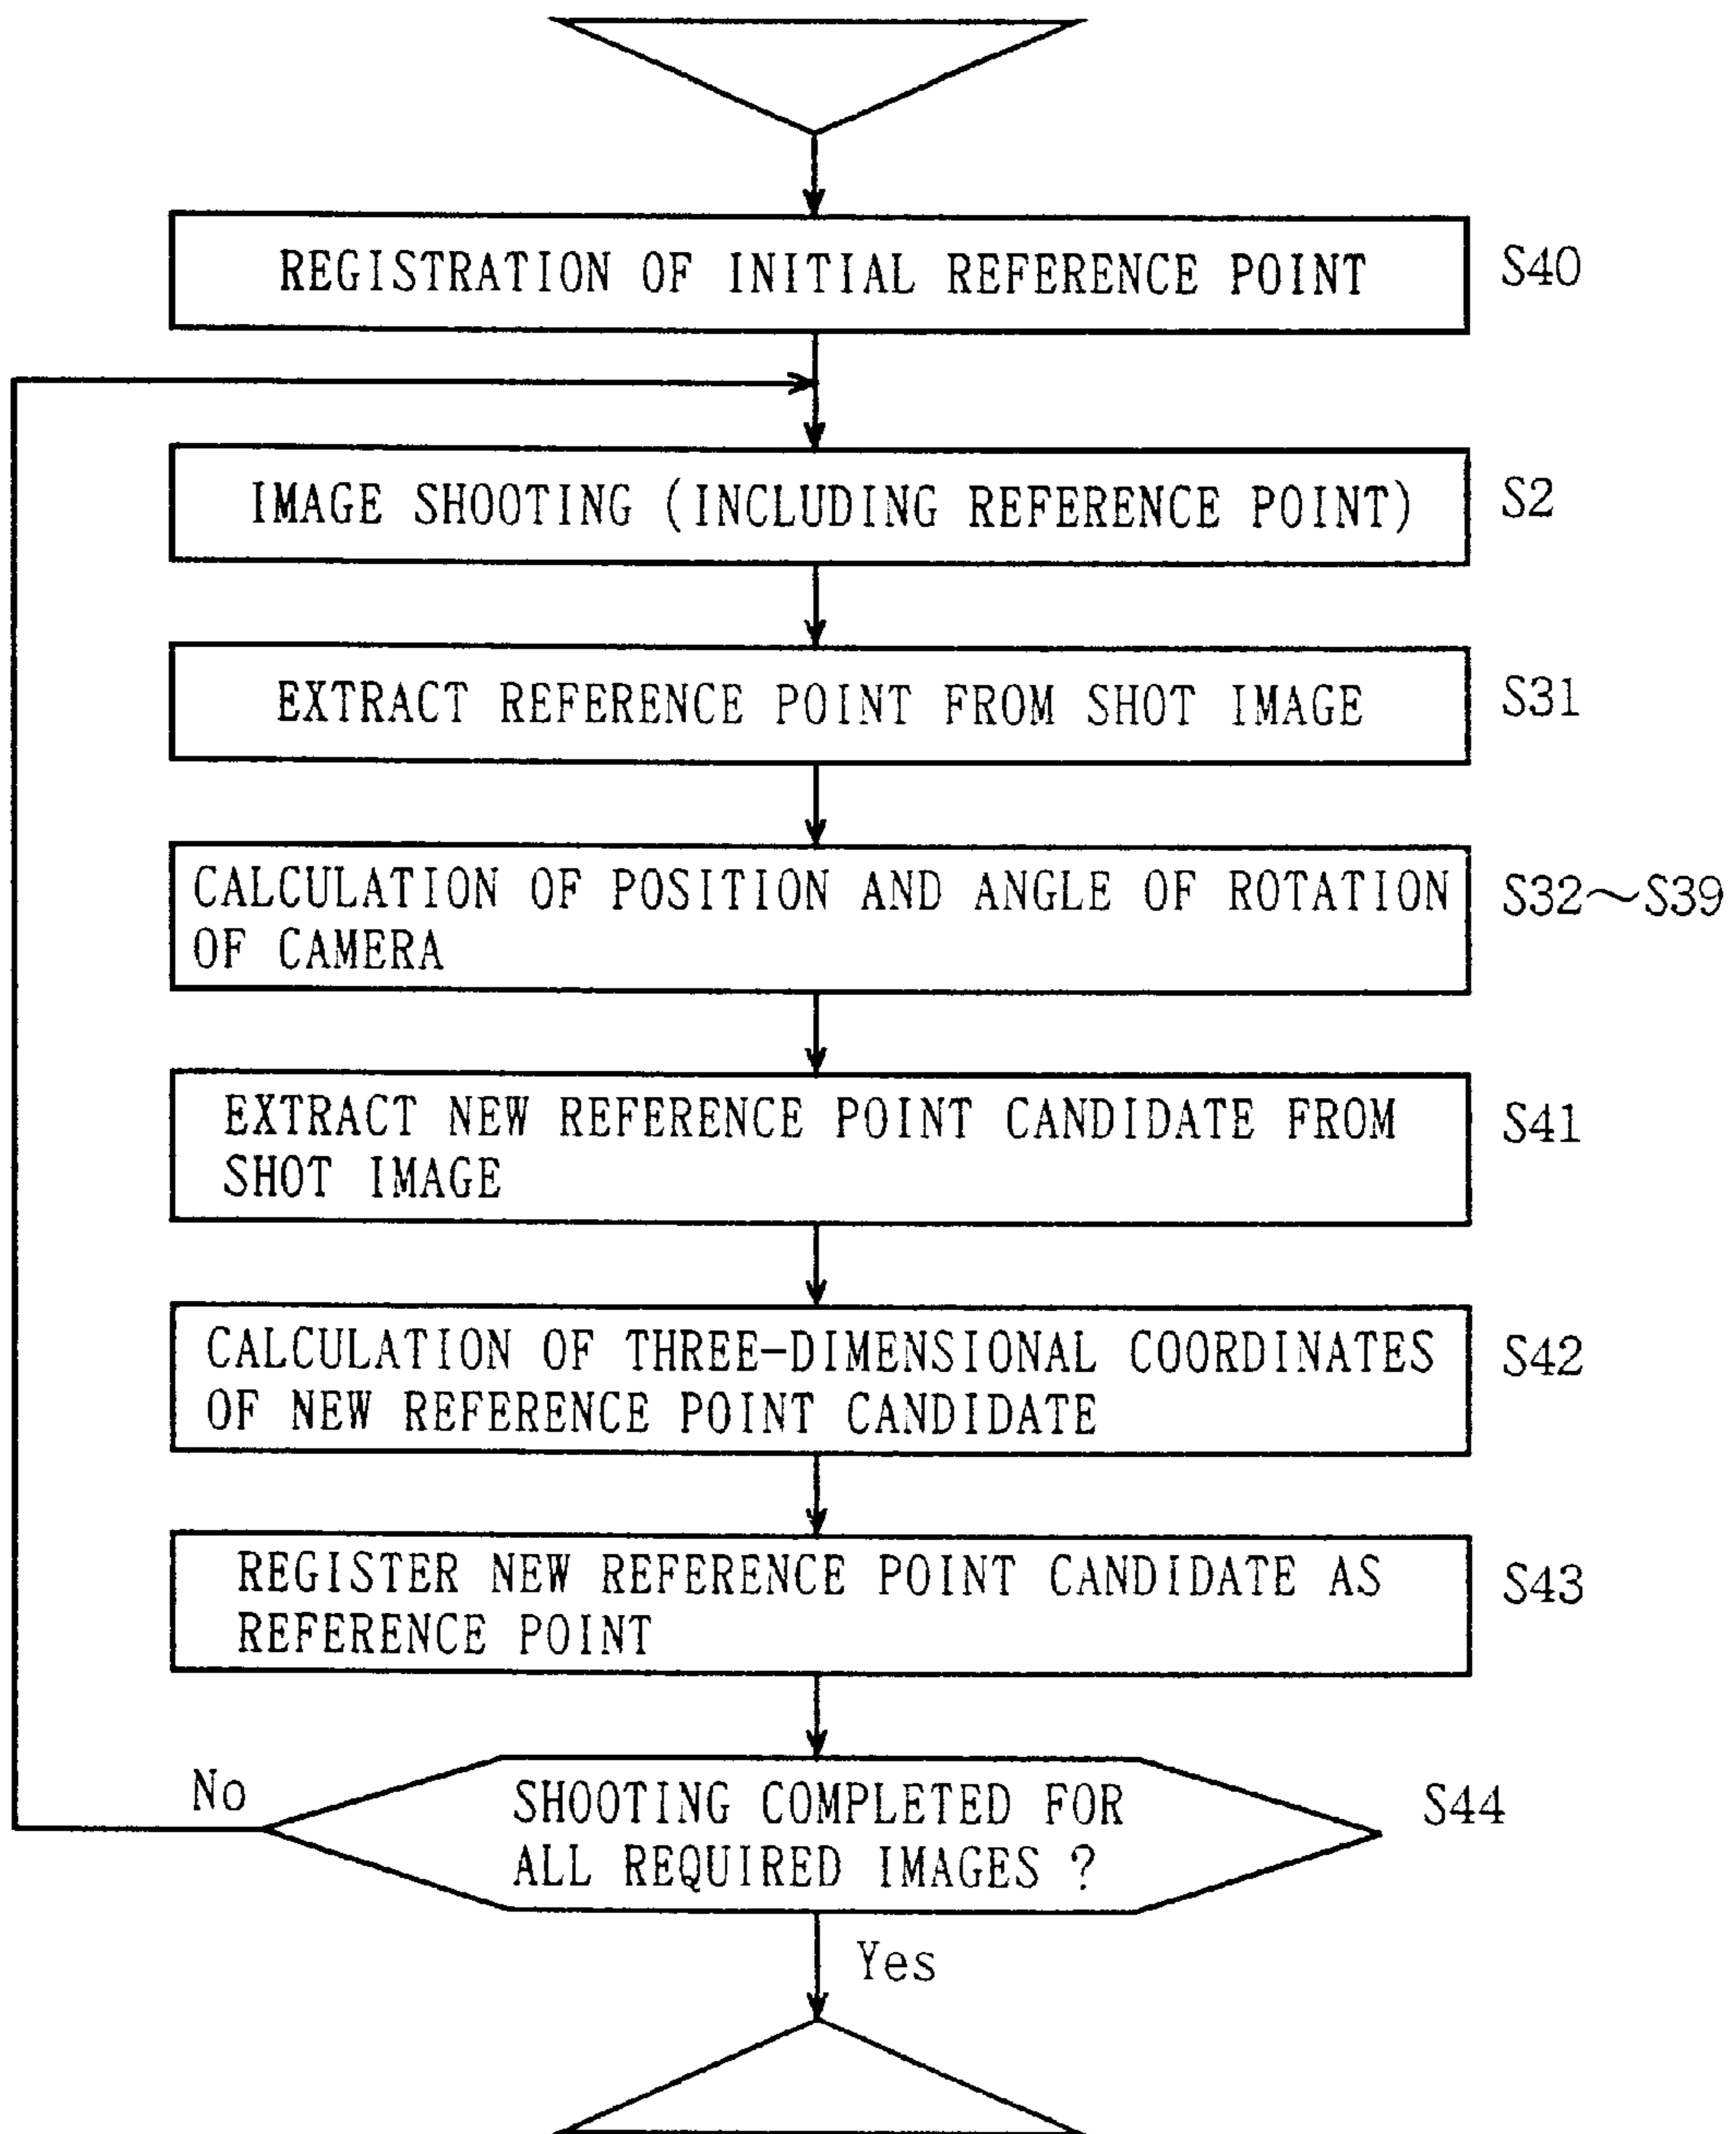 REGISTRATION OF INITIAL REFERENCE POINT
S40
IMAGE SHOOTING (INCLUDING REFERENCE POINT)
S2
EXTRACT REFERENCE POINT FROM SHOT IMAGE
S31
CALCULATION OF POSITION AND ANGLE OF ROTATION
OF CAMERA
S32~S39
EXTRACT NEW REFERENCE POINT CANDIDATE FROM
SHOT IMAGE
S41
CALCULATION OF THREE-DIMENSIONAL COORDINATES
OF NEW REFERENCE POINT CANDIDATE
S42
REGISTER NEW REFERENCE POINT CANDIDATE AS
REFERENCE POINT
S43
No
SHOOTING COMPLETED FOR
ALL REQUIRED IMAGES ?
S44
Yes